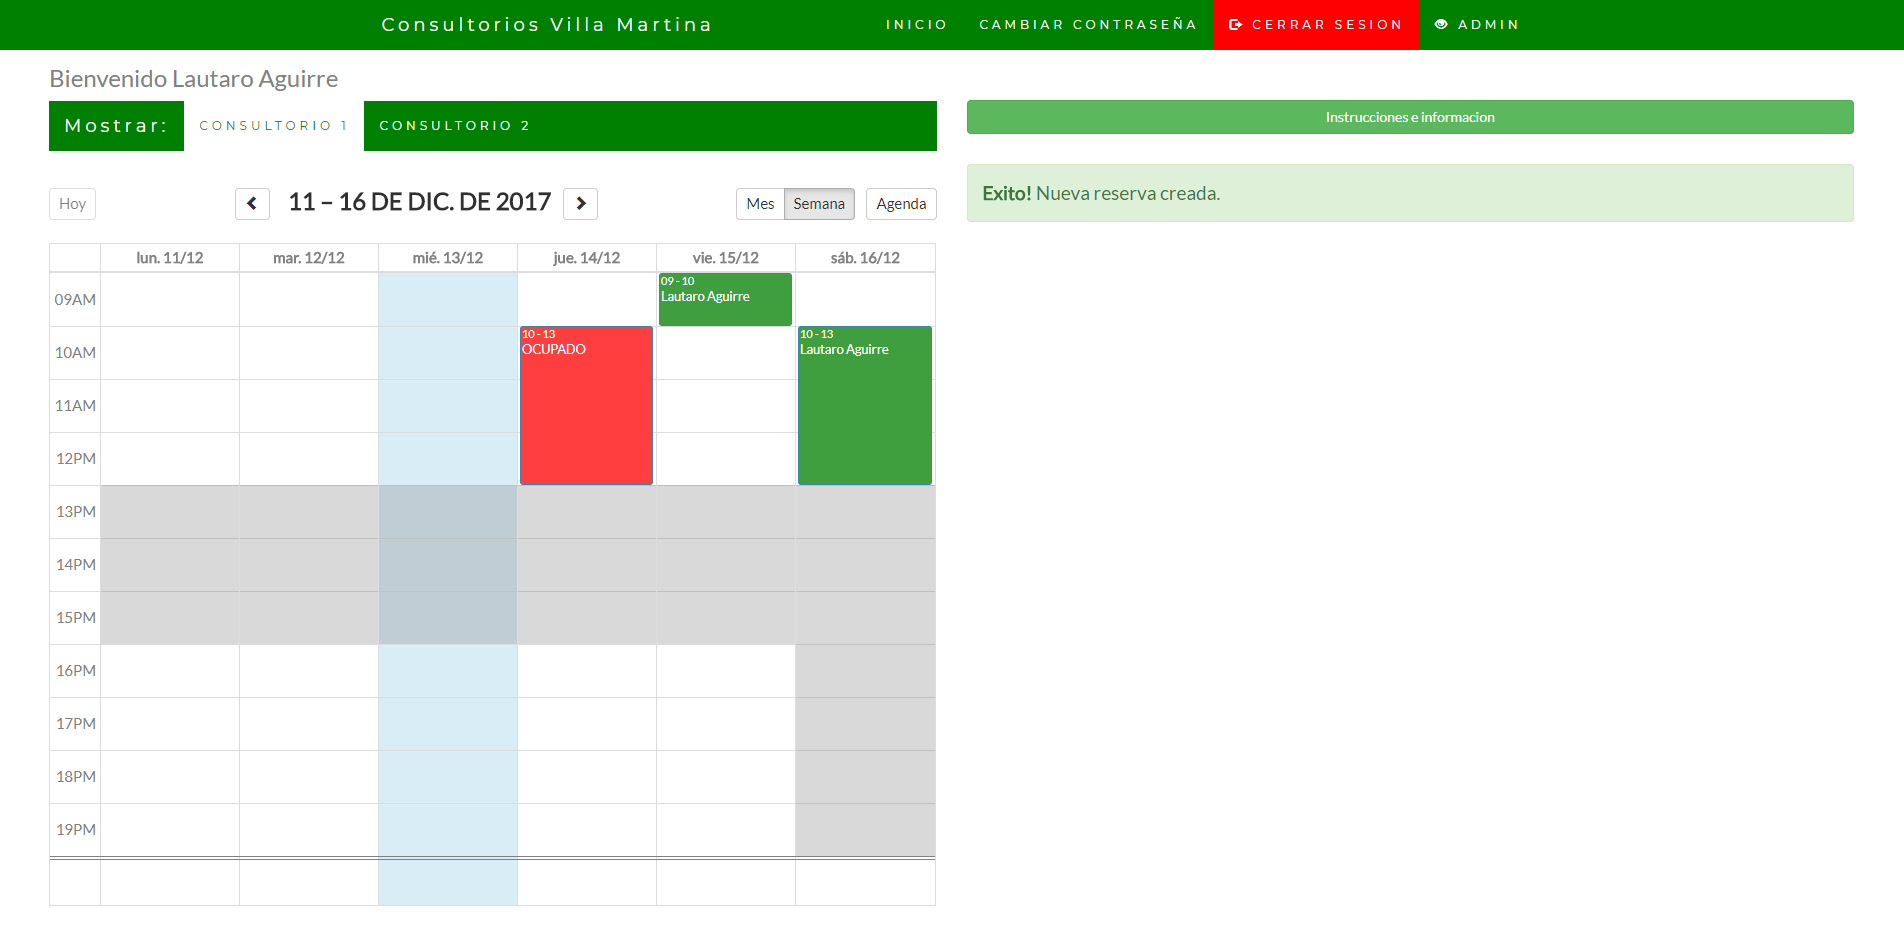 Consultorios Villa Martina
INICIO
CAMBIAR CONTRASEÑA
CERRAR SESION
ADMIN
Bienvenido Lautaro Aguirre
Mostrar:
CONSULTORIO 1
CONSULTORIO 2
Hoy
11 – 16 DE DIC. DE 2017
Mes
Semana
Agenda
lun. 11/12
mar. 12/12
mié. 13/12
jue. 14/12
vie. 15/12
sáb. 16/12
09AM
09 - 10
Lautaro Aguirre
10AM
10 - 13
OCUPADO
10 - 13
Lautaro Aguirre
11AM
12PM
13PM
14PM
15PM
16PM
17PM
18PM
19PM
Instrucciones e informacion
Exito! Nueva reserva creada.